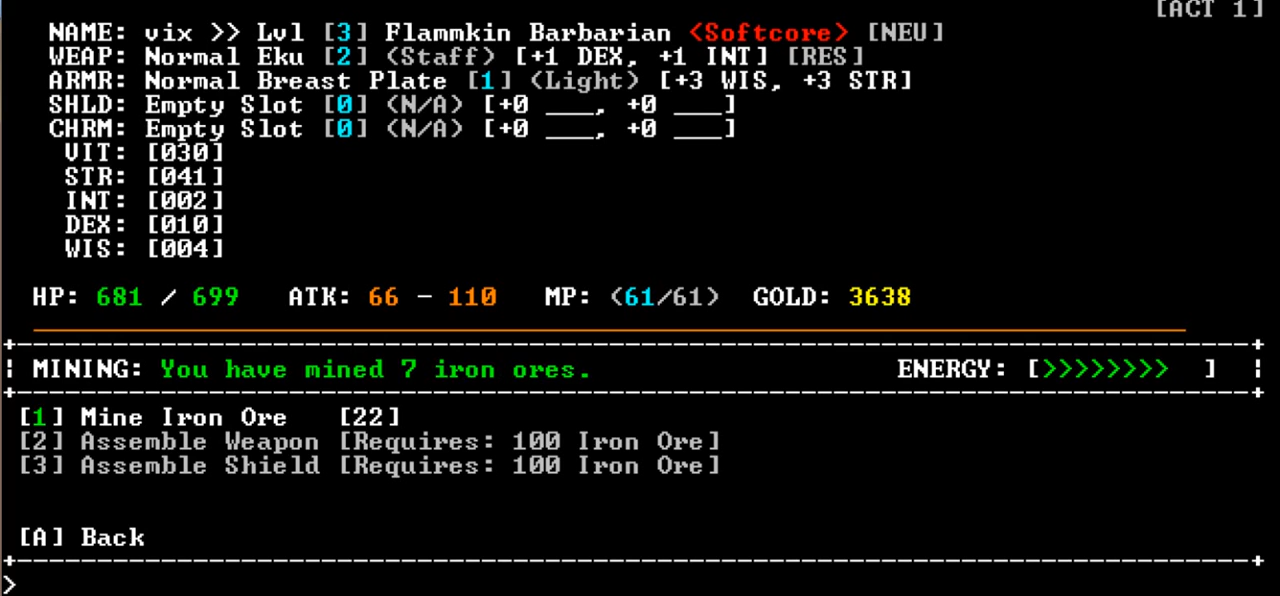 [ACT 1]
NAME: vix >> Lvl [3] Flammkin Barbarian <Softcore> [NEU]
WEAP: Normal Eku [2] (Staff) [+1 DEX, +1 INT] [RES]
ARMR: Normal Breast Plate [1] (Light) [+3 WIS, +3 STR]
SHLD: Empty Slot [0] (N/A) [+0 ___, +0 ___]
CHRM: Empty Slot [0] (N/A) [+0 ___, +0 ___]
VIT: [030]
STR: [041]
INT: [002]
DEX: [010]
WIS: [004]
HP: 681 / 699 ATK: 66 - 110 MP: (61/61) GOLD: 3638
MINING: You have mined 7 iron ores. ENERGY: [>>>>>>>> ]
[1] Mine Iron Ore [22]
[2] Assemble Weapon [Requires: 100 Iron Ore]
[3] Assemble Shield [Requires: 100 Iron Ore]
[A] Back
>